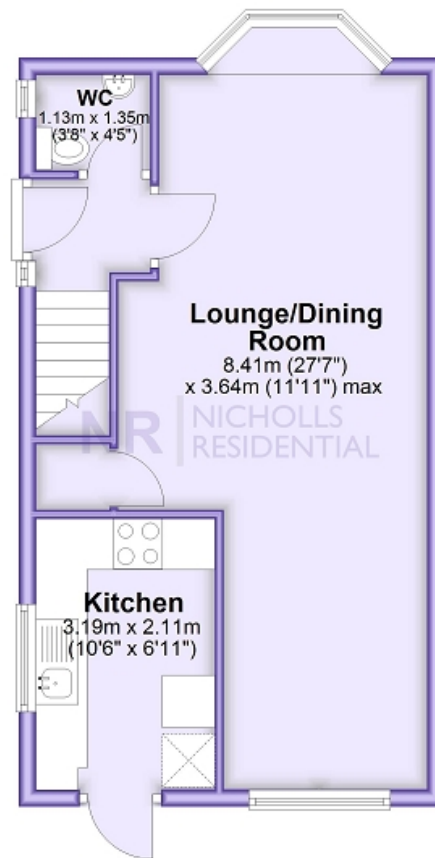 WC
1.13m x 1.35m
(3'8" x 4'5")
Lounge/Dining
Room
8.41m (27'7")
x 3.64m (11'11") max
NR NICHOLLS
RESIDENTIAL
Kitchen
3.19m x 2.11m
(10'6" x 6'11")